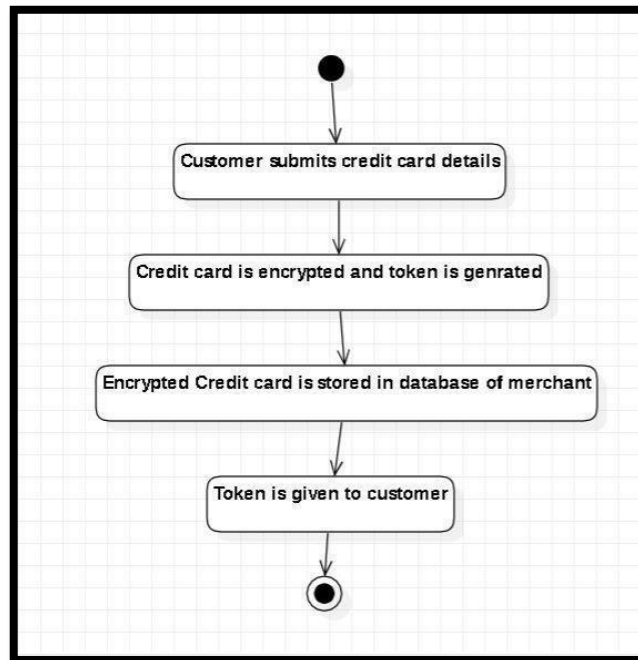 Customer submits credit card details
Credit card is encrypted and token is genrated
Encrypted Credit card is stored in database of merchant
Token is given to customer